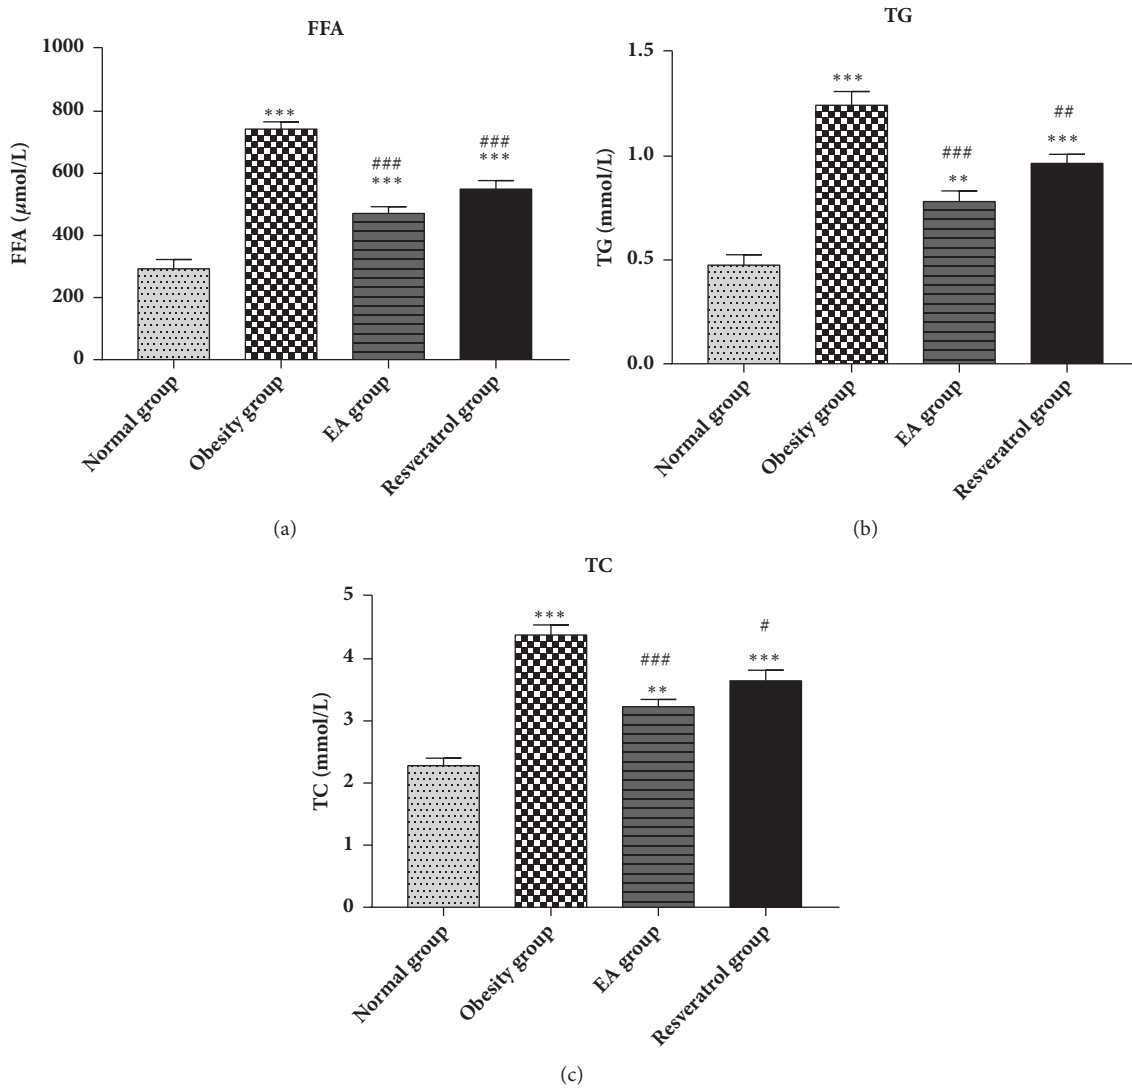 FFA
1000
800
600
400
200
0
FFA (μmol/L)
***
###
***
###
***
Normal group
Obesity group
EA group
Resveratrol group
(a)
TG
1.5
1.0
0.5
0.0
TG (mmol/L)
***
###
**
##
***
Normal group
Obesity group
EA group
Resveratrol group
(b)
TC
5
4
3
2
1
0
TC (mmol/L)
***
###
**
#
***
Normal group
Obesity group
EA group
Resveratrol group
(c)